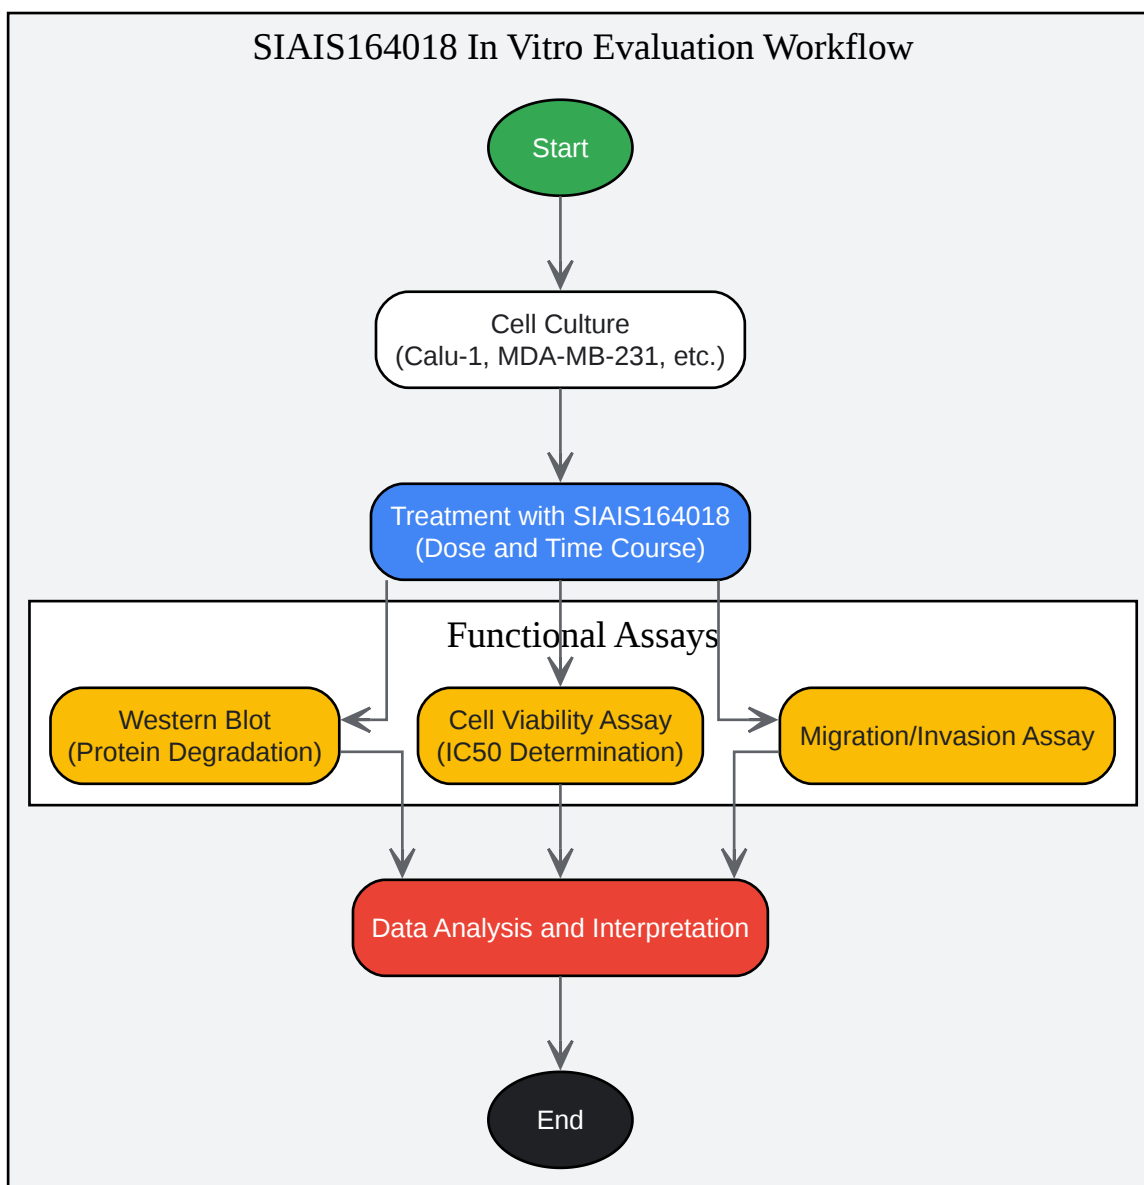 SIAIS164018 In Vitro Evaluation Workflow
Start
Cell Culture
(Calu-1, MDA-MB-231, etc.)
Treatment with SIAIS164018
(Dose and Time Course)
Functional Assays
Western Blot
(Protein Degradation)
Cell Viability Assay
(IC50 Determination)
Migration/Invasion Assay
Data Analysis and Interpretation
End